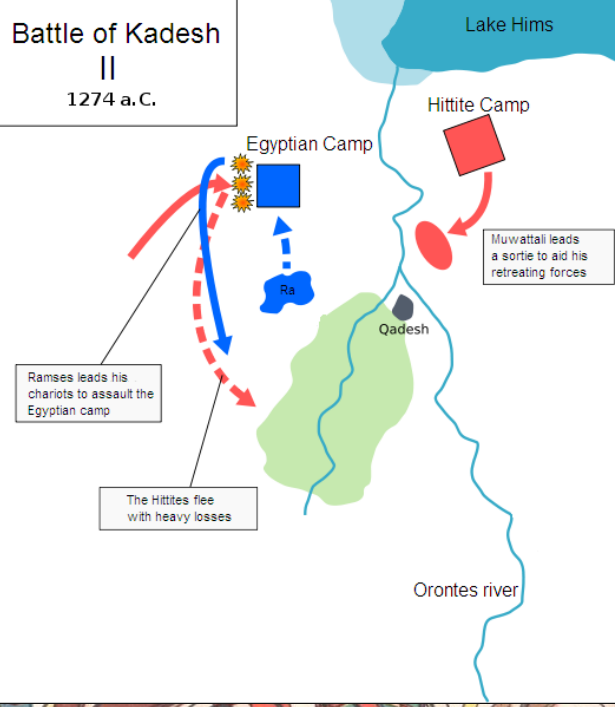 Battle of Kadesh
II
1274 a.C.
Lake Hims
Hittite Camp
Egyptian Camp
Muwattali leads
a sortie to aid his
retreating forces
Ra
Qadesh
Ramses leads his
chariots to assault the
Egyptian camp
The Hittites flee
with heavy losses
Orontes river